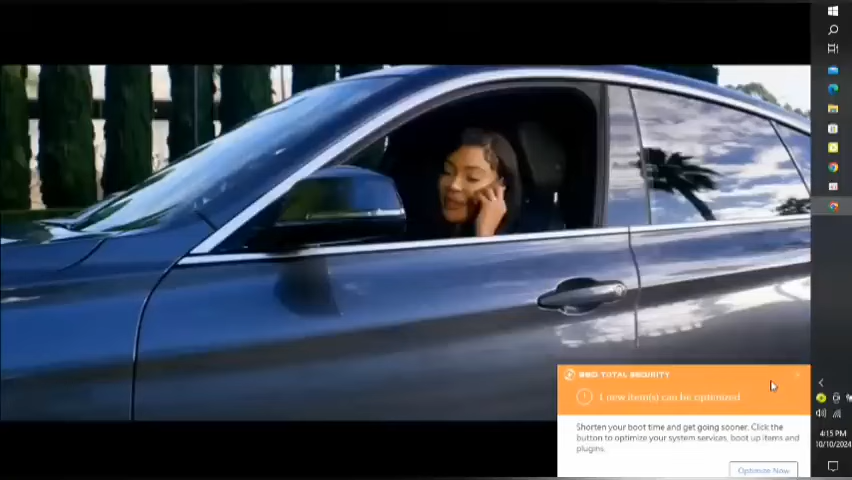 360 TOTAL SECURITY
1 new item(s) can be optimized
Shorten your boot time and get going sooner. Click the
button to optimize your system services, boot up items and
plugins.
Optimize Now
4:15 PM
10/10/2024